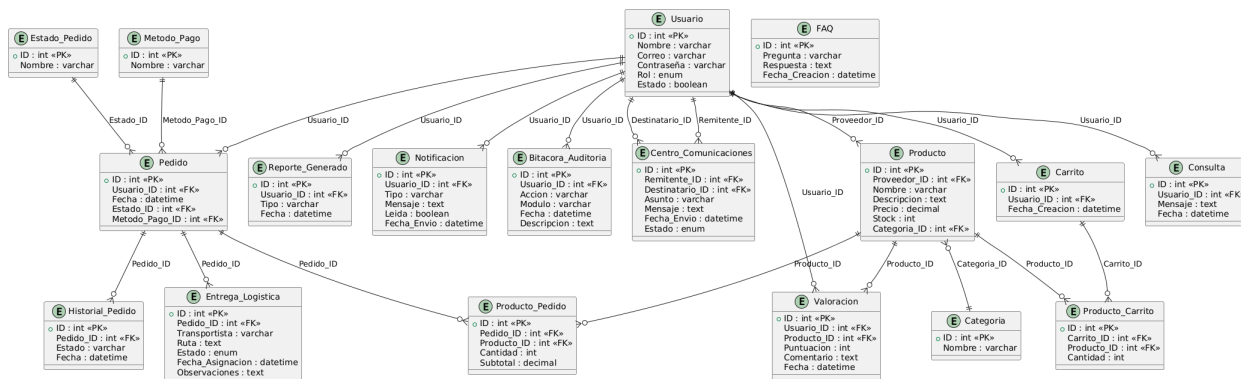 E Usuario
ID : int «PK»
Nombre : varchar
Correo : varchar
Contraseña : varchar
Rol : enum
Estado : boolean
E FAQ
ID : int «PK»
Pregunta : varchar
Respuesta : text
Fecha_Creacion : datetime
E Estado_Pedido
ID : int «PK»
Nombre : varchar
E Metodo_Pago
ID : int «PK»
Nombre : varchar
Estado_ID
Metodo_Pago_ID
Usuario_ID
Usuario_ID
Usuario_ID
Usuario_ID
Destinatario_ID
Remitente_ID
Usuario_ID
Proveedor_ID
Usuario_ID
Usuario_ID
E Pedido
ID : int «PK»
Usuario_ID : int «FK»
Fecha : datetime
Estado_ID : int «FK»
Metodo_Pago_ID : int «FK»
E Reporte_Generado
ID : int «PK»
Usuario_ID : int «FK»
Tipo : varchar
Fecha : datetime
E Notificacion
ID : int «PK»
Usuario_ID : int «FK»
Tipo : varchar
Mensaje : text
Leida : boolean
Fecha_Envio : datetime
E Bitacora_Auditoria
ID : int «PK»
Usuario_ID : int «FK»
Accion : varchar
Modulo : varchar
Fecha : datetime
Descripcion : text
E Centro_Comunicaciones
ID : int «PK»
Remitente_ID : int «FK»
Destinatario_ID : int «FK»
Asunto : varchar
Mensaje : text
Fecha_Envio : datetime
Estado : enum
E Producto
ID : int «PK»
Proveedor_ID : int «FK»
Nombre : varchar
Descripcion : text
Precio : decimal
Stock : int
Categoria_ID : int «FK»
E Carrito
ID : int «PK»
Usuario_ID : int «FK»
Fecha_Creacion : datetime
E Consulta
ID : int «PK»
Usuario_ID : int «FK»
Mensaje : text
Fecha : datetime
Pedido_ID
Pedido_ID
Pedido_ID
Producto_ID
Producto_ID
Categoria_ID
Producto_ID
Carrito_ID
E Historial_Pedido
ID : int «PK»
Pedido_ID : int «FK»
Estado : varchar
Fecha : datetime
E Entrega_Logistica
ID : int «PK»
Pedido_ID : int «FK»
Transportista : varchar
Ruta : text
Estado : enum
Fecha_Asignacion : datetime
Observaciones : text
E Producto_Pedido
ID : int «PK»
Pedido_ID : int «FK»
Producto_ID : int «FK»
Cantidad : int
Subtotal : decimal
E Valoracion
ID : int «PK»
Usuario_ID : int «FK»
Producto_ID : int «FK»
Puntuacion : int
Comentario : text
Fecha : datetime
E Categoria
ID : int «PK»
Nombre : varchar
E Producto_Carrito
ID : int «PK»
Carrito_ID : int «FK»
Producto_ID : int «FK»
Cantidad : int